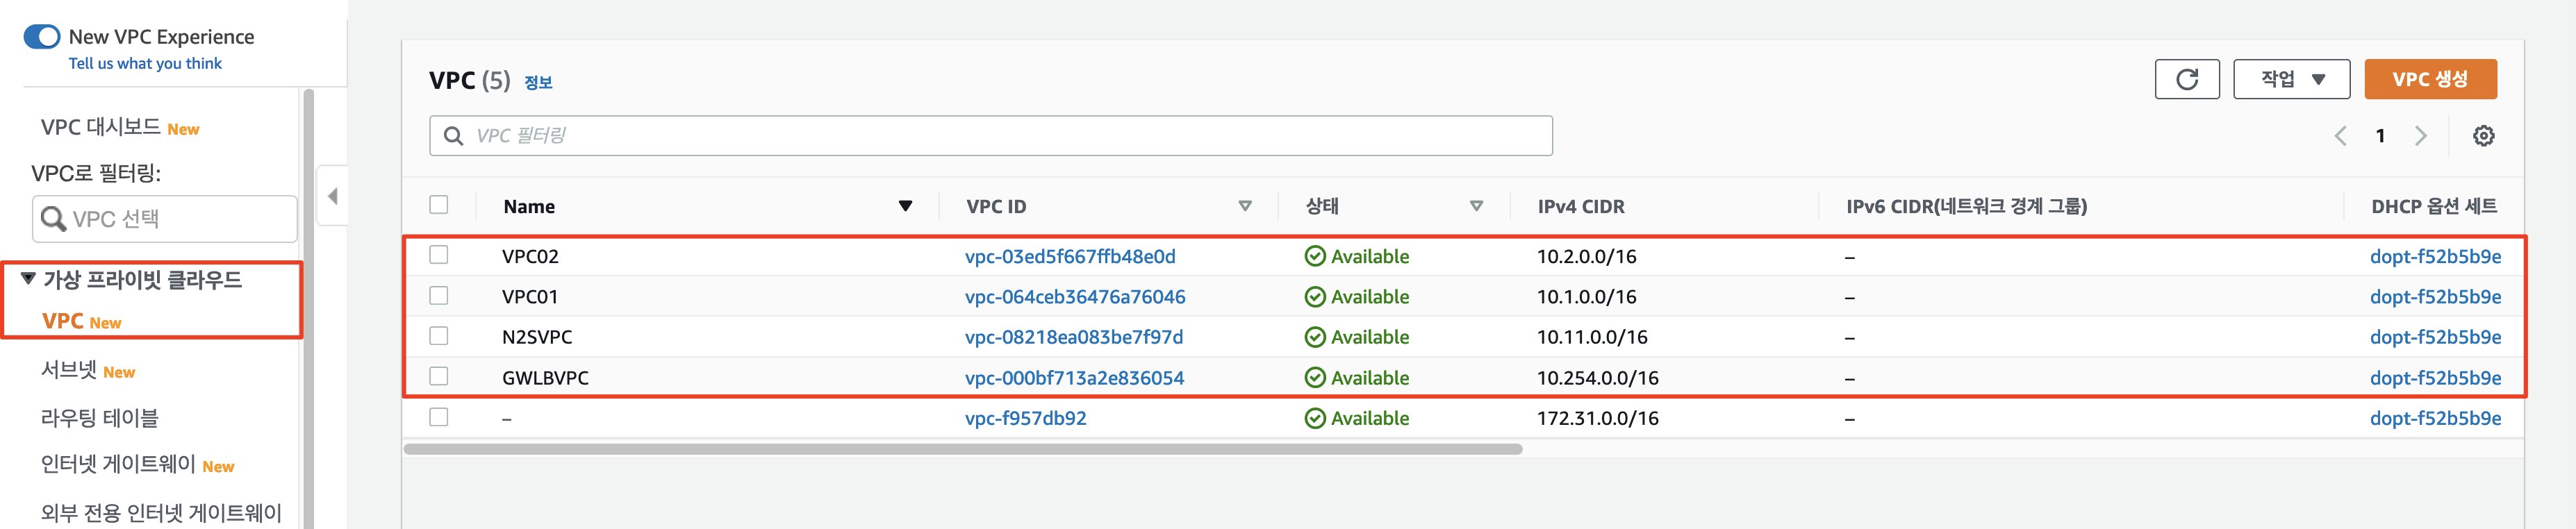 New VPC Experience
Tell us what you think
VPC 대시보드 New
VPC로 필터링:
VPC 선택
가상 프라이빗 클라우드
VPC New
서브넷 New
라우팅 테이블
인터넷 게이트웨이 New
외부 전용 인터넷 게이트웨이
VPC (5) 정보
작업
VPC 생성
VPC 필터링
1
Name VPC ID 상태 IPv4 CIDR IPv6 CIDR(네트워크 경계 그룹) DHCP 옵션 세트
VPC02 vpc-03ed5f667ffb48e0d Available 10.2.0.0/16 – dopt-f52b5b9e
VPC01 vpc-064ceb36476a76046 Available 10.1.0.0/16 – dopt-f52b5b9e
N2SVPC vpc-08218ea083be7f97d Available 10.11.0.0/16 – dopt-f52b5b9e
GWLBVPC vpc-000bf713a2e836054 Available 10.254.0.0/16 – dopt-f52b5b9e
– vpc-f957db92 Available 172.31.0.0/16 – dopt-f52b5b9e